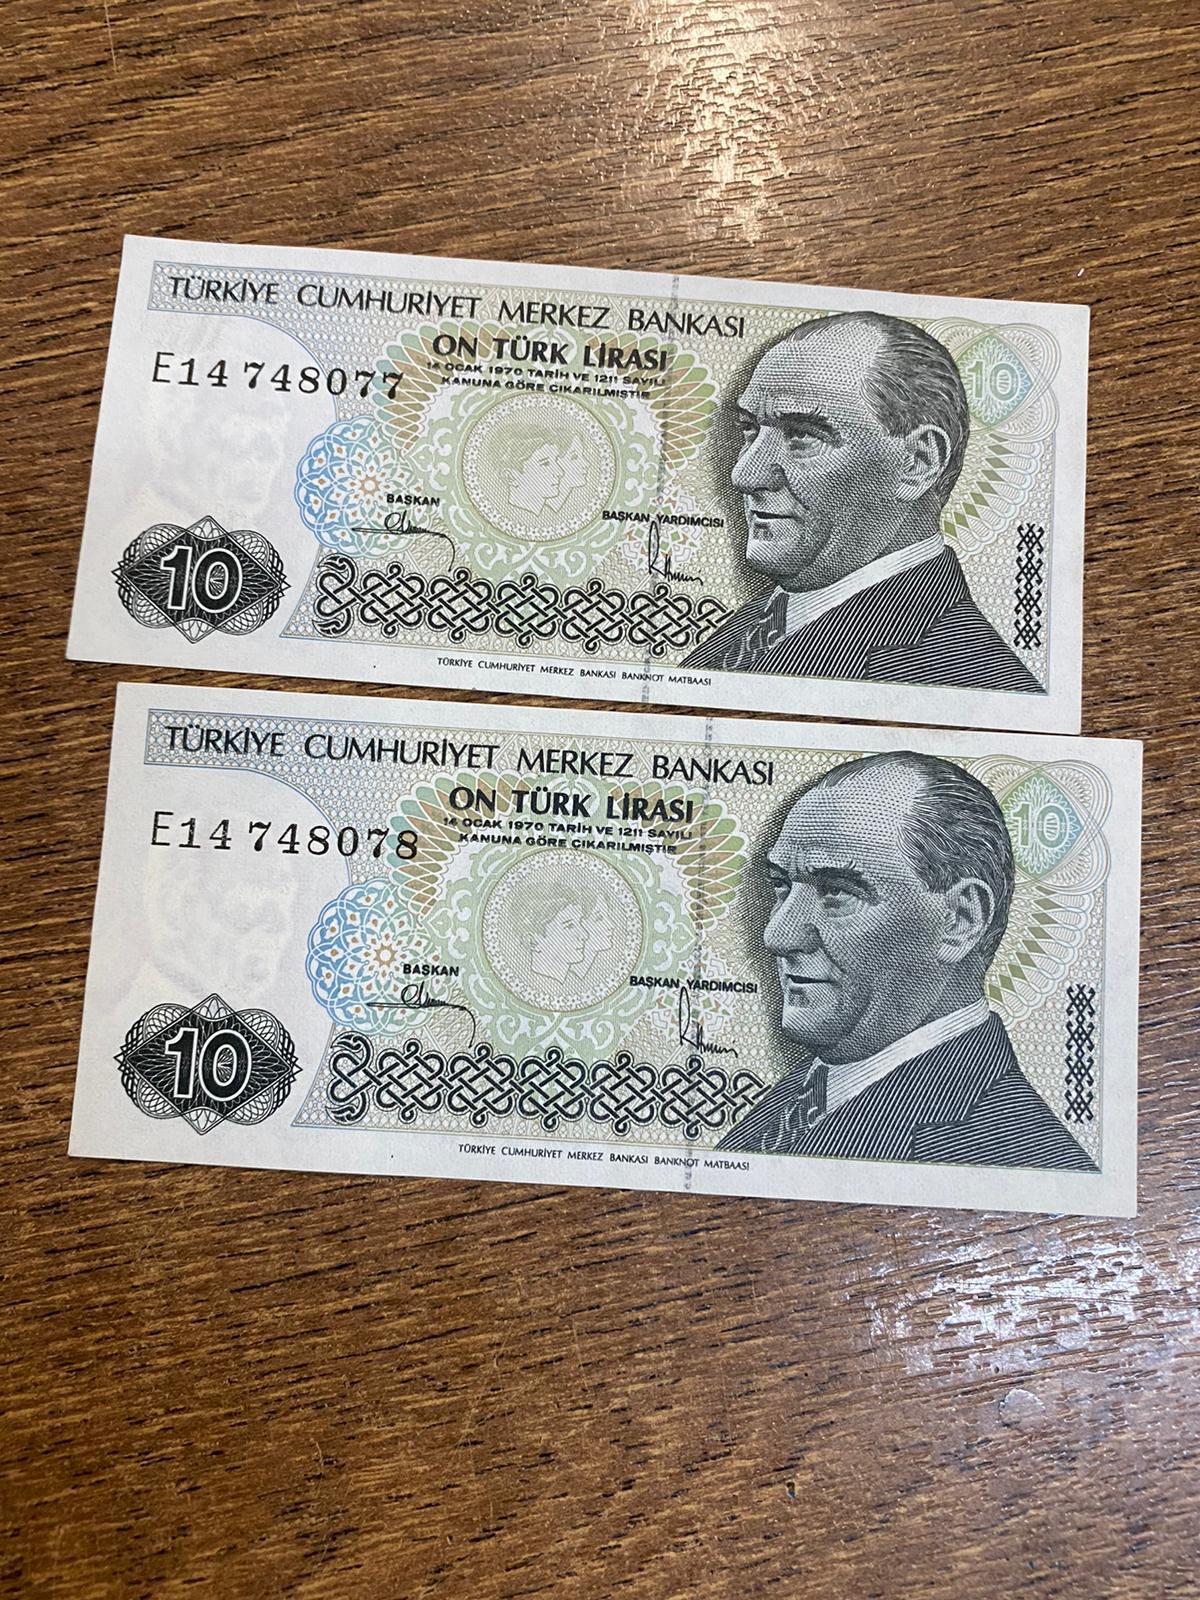 TÜRKİYE CUMHURİYET MERKEZ BANKASI
ON TÜRK LİRASI
14 OCAK 1970 TARİH VE 1211 SAYILI
KANUNA GÖRE ÇIKARILMIŞTIR
E14 748077
10
BAŞKAN
BAŞKAN YARDIMCISI
10
TÜRKİYE CUMHURİYET MERKEZ BANKASI BANKNOT MATBAASI
TÜRKİYE CUMHURİYET MERKEZ BANKASI
ON TÜRK LİRASI
14 OCAK 1970 TARİH VE 1211 SAYILI
KANUNA GÖRE ÇIKARILMIŞTIR
E14 748078
10
BAŞKAN
BAŞKAN YARDIMCISI
10
TÜRKİYE CUMHURİYET MERKEZ BANKASI BANKNOT MATBAASI